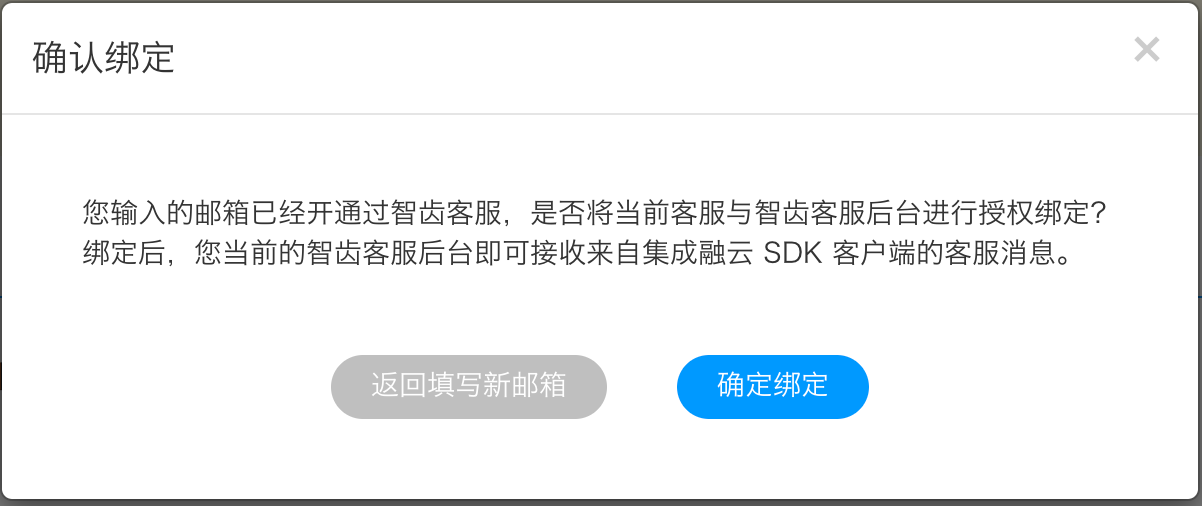 确认绑定
您输入的邮箱已经开通过智齿客服，是否将当前客服与智齿客服后台进行授权绑定？
绑定后，您当前的智齿客服后台即可接收来自集成融云 SDK 客户端的客服消息。
返回填写新邮箱
确定绑定